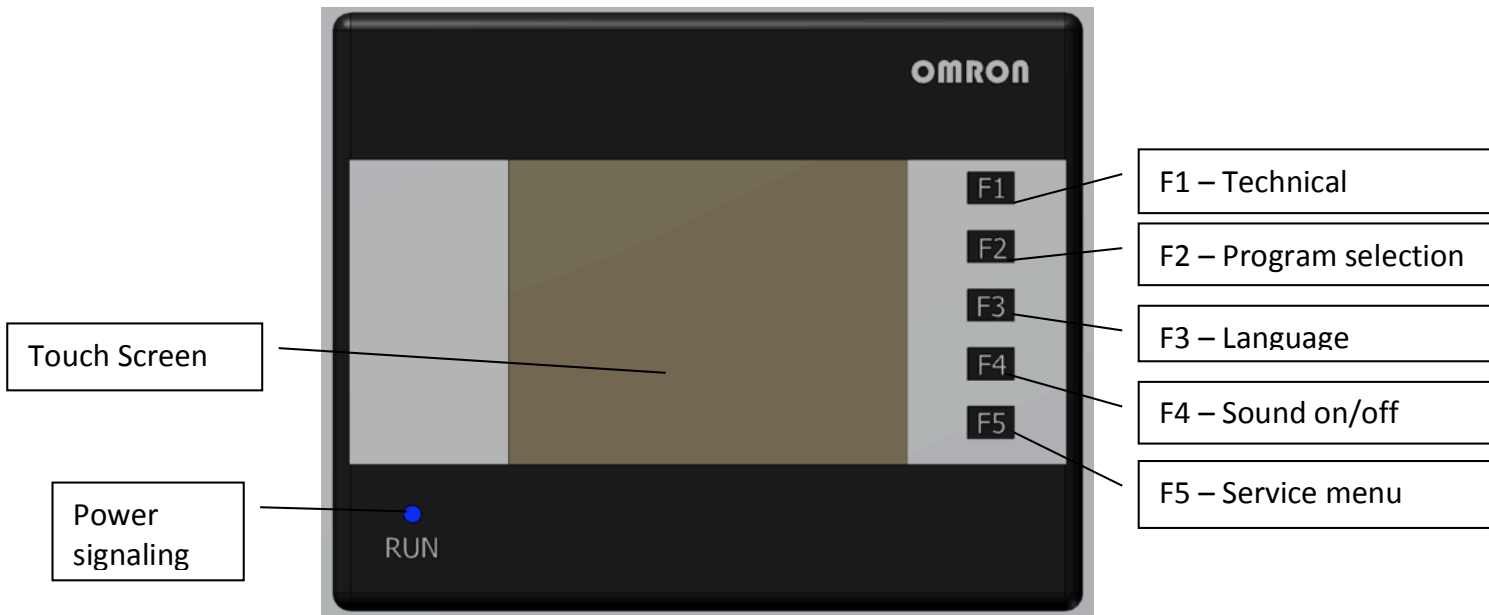 OMRON
F1
F1 – Technical
F2
F2 – Program selection
F3
F3 – Language
Touch Screen
F4
F4 – Sound on/off
F5
F5 – Service menu
Power
signaling
RUN